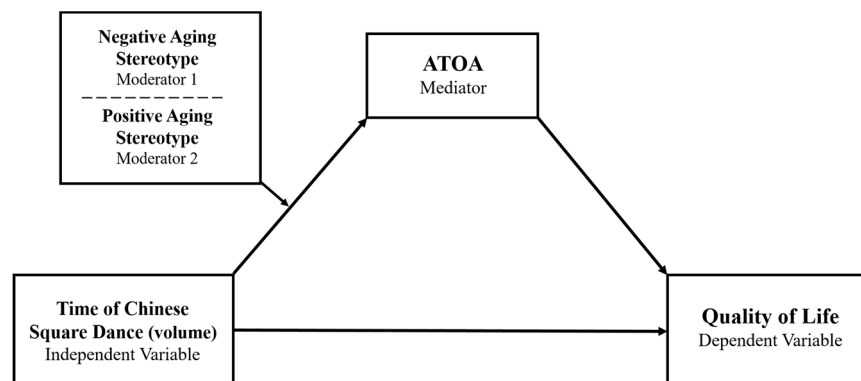 Negative Aging
Stereotype
Moderator 1
Positive Aging
Stereotype
Moderator 2
ATOA
Mediator
Time of Chinese
Square Dance (volume)
Independent Variable
Quality of Life
Dependent Variable